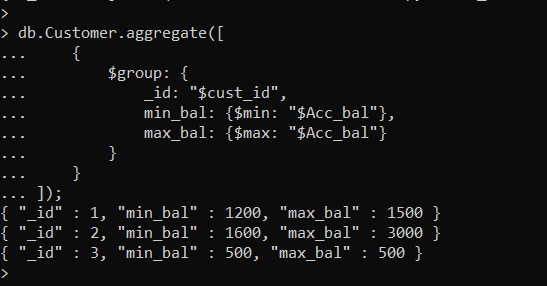 >
> db.Customer.aggregate([
...     {
...         $group: {
...             _id: "$cust_id",
...             min_bal: {$min: "$Acc_bal"},
...             max_bal: {$max: "$Acc_bal"}
...         }
...     }
... ]);
{ "_id" : 1, "min_bal" : 1200, "max_bal" : 1500 }
{ "_id" : 2, "min_bal" : 1600, "max_bal" : 3000 }
{ "_id" : 3, "min_bal" : 500, "max_bal" : 500 }
>